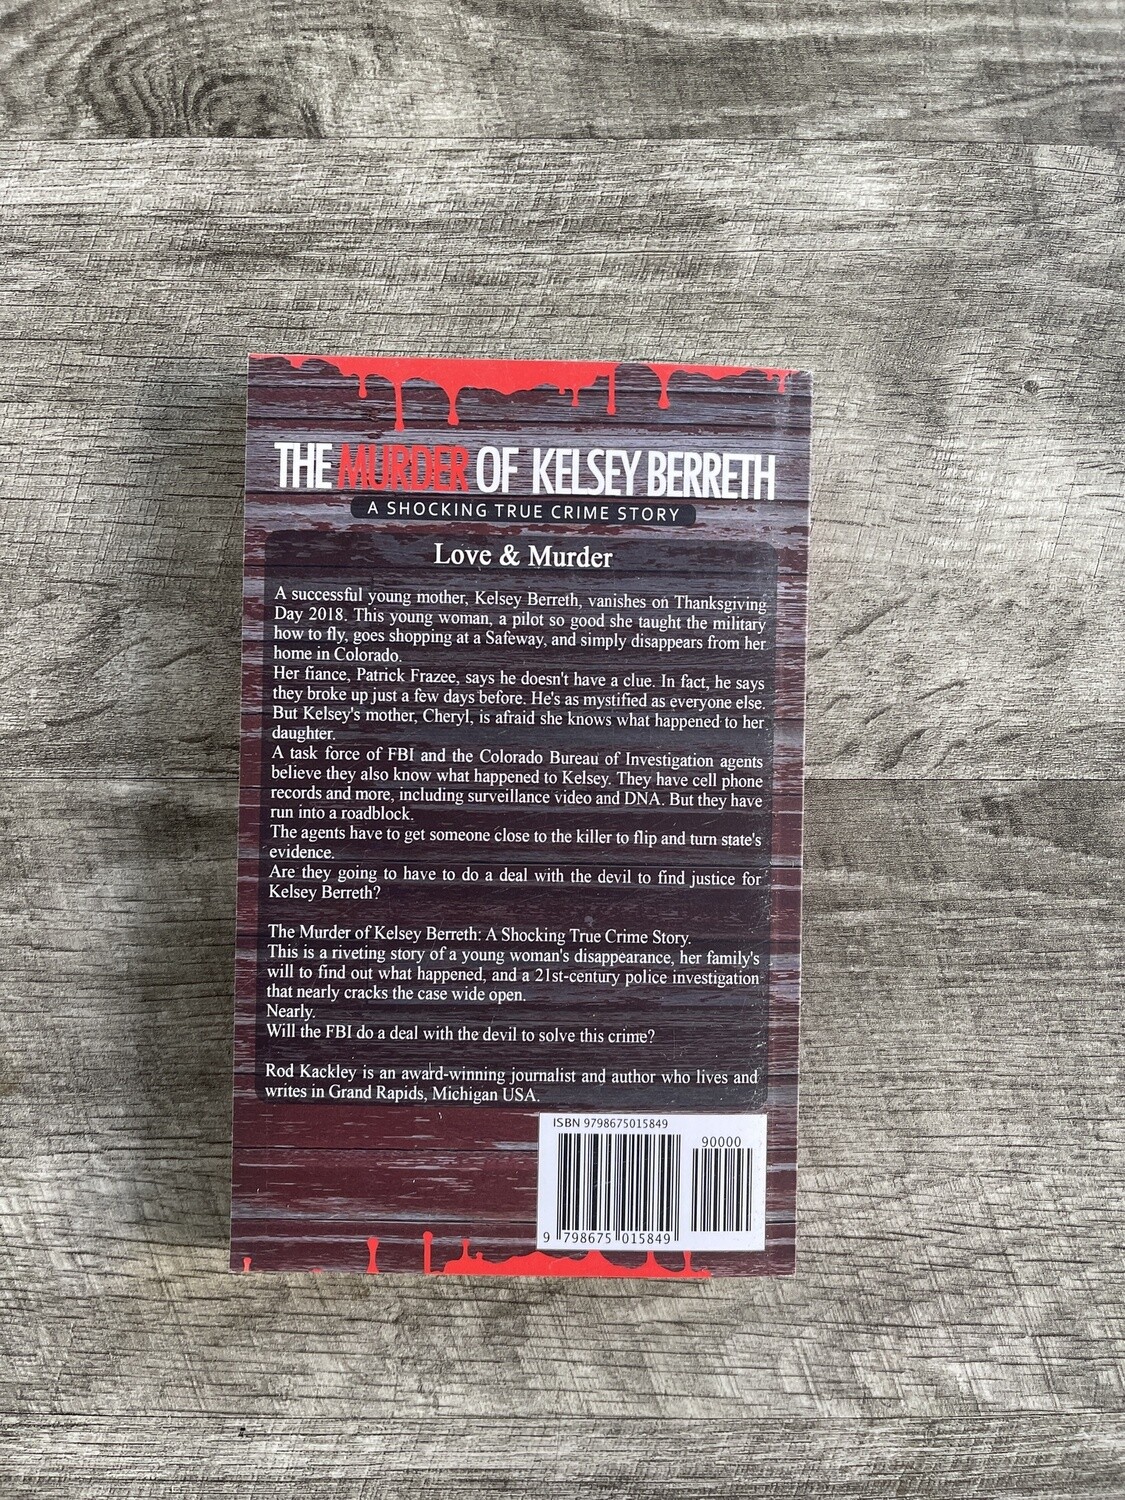 THE MURDER OF KELSEY BERRETH
A SHOCKING TRUE CRIME STORY
Love & Murder
A successful young mother, Kelsey Berreth, vanishes on Thanksgiving
Day 2018. This young woman, a pilot so good she taught the military
how to fly, goes shopping at a Safeway, and simply disappears from her
home in Colorado.
Her fiance, Patrick Frazee, says he doesn't have a clue. In fact, he says
they broke up just a few days before. He's as mystified as everyone else.
But Kelsey's mother, Cheryl, is afraid she knows what happened to her
daughter.
A task force of FBI and the Colorado Bureau of Investigation agents
believe they also know what happened to Kelsey. They have cell phone
records and more, including surveillance video and DNA. But they have
run into a roadblock.
The agents have to get someone close to the killer to flip and turn state's
evidence.
Are they going to have to do a deal with the devil to find justice for
Kelsey Berreth?
The Murder of Kelsey Berreth: A Shocking True Crime Story.
This is a riveting story of a young woman's disappearance, her family's
will to find out what happened, and a 21st-century police investigation
that nearly cracks the case wide open.
Nearly.
Will the FBI do a deal with the devil to solve this crime?
Rod Kackley is an award-winning journalist and author who lives and
writes in Grand Rapids, Michigan USA.
ISBN 9798675015849
90000
9 798675 015849